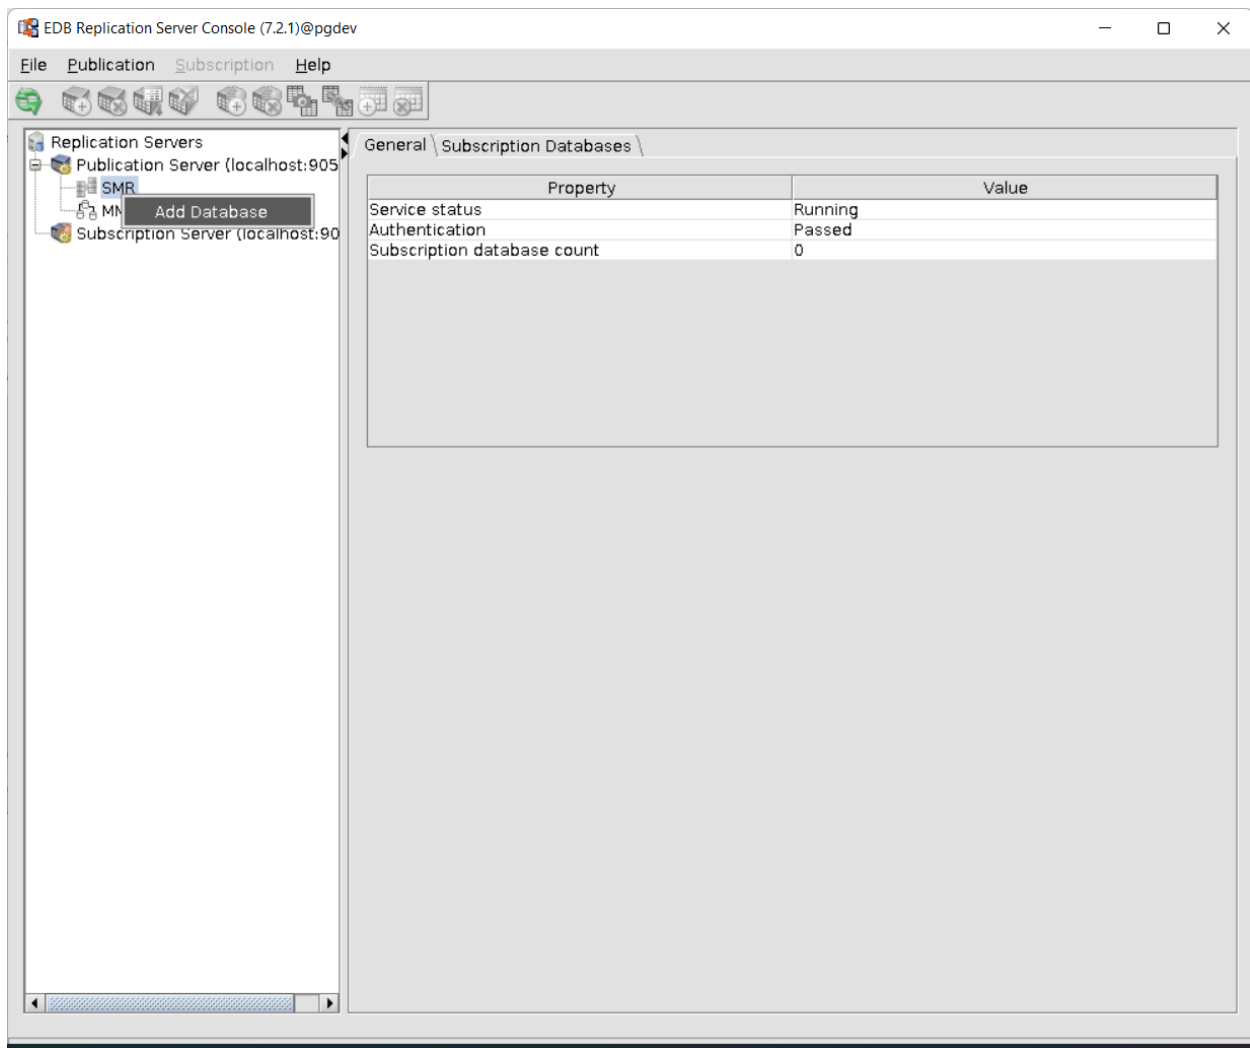 EDB Replication Server Console (7.2.1)@pgdev
File Publication Subscription Help
Replication Servers
Publication Server (localhost:905
SMR
Add Database
Subscription Server (localhost:90
General Subscription Databases
Property Value
Service status Running
Authentication Passed
Subscription database count 0